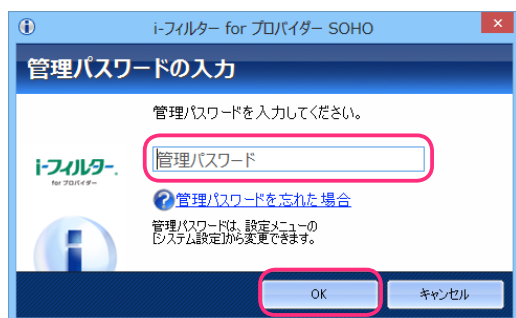 i-フィルター for プロバイダー SOHO
管理パスワードの入力
管理パスワードを入力してください。
管理パスワード
i-フィルター.
for プロバイダー
管理パスワードを忘れた場合
管理パスワードは、設定メニューの
[システム設定]から変更できます。
OK
キャンセル